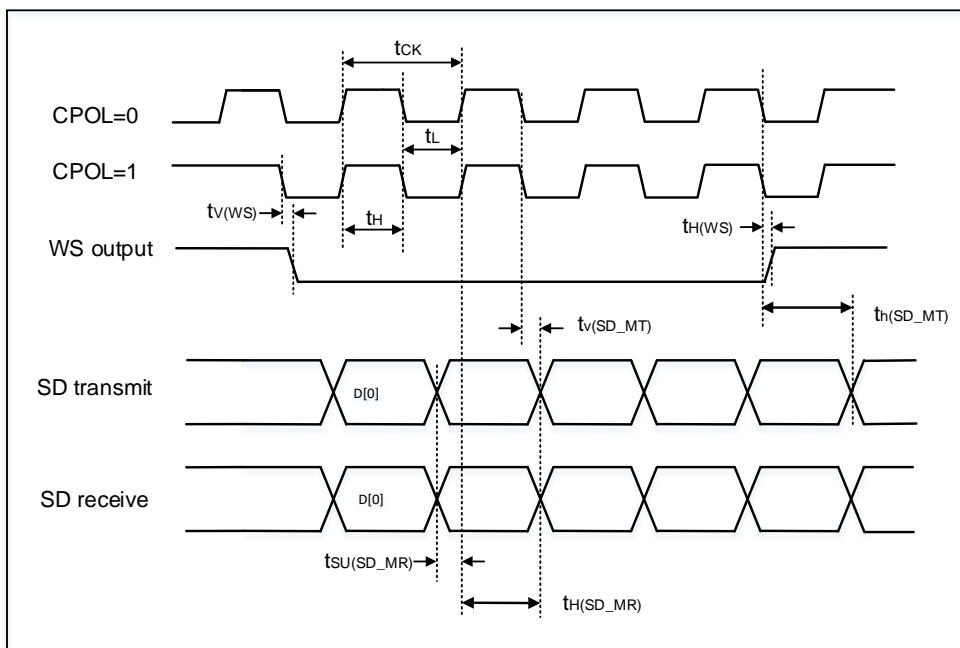 tCK
CPOL=0
tL
CPOL=1
tV(WS)
tH
tH(WS)
WS output
tv(SD_MT)
th(SD_MT)
SD transmit
D[0]
SD receive
D[0]
tSU(SD_MR)
tH(SD_MR)